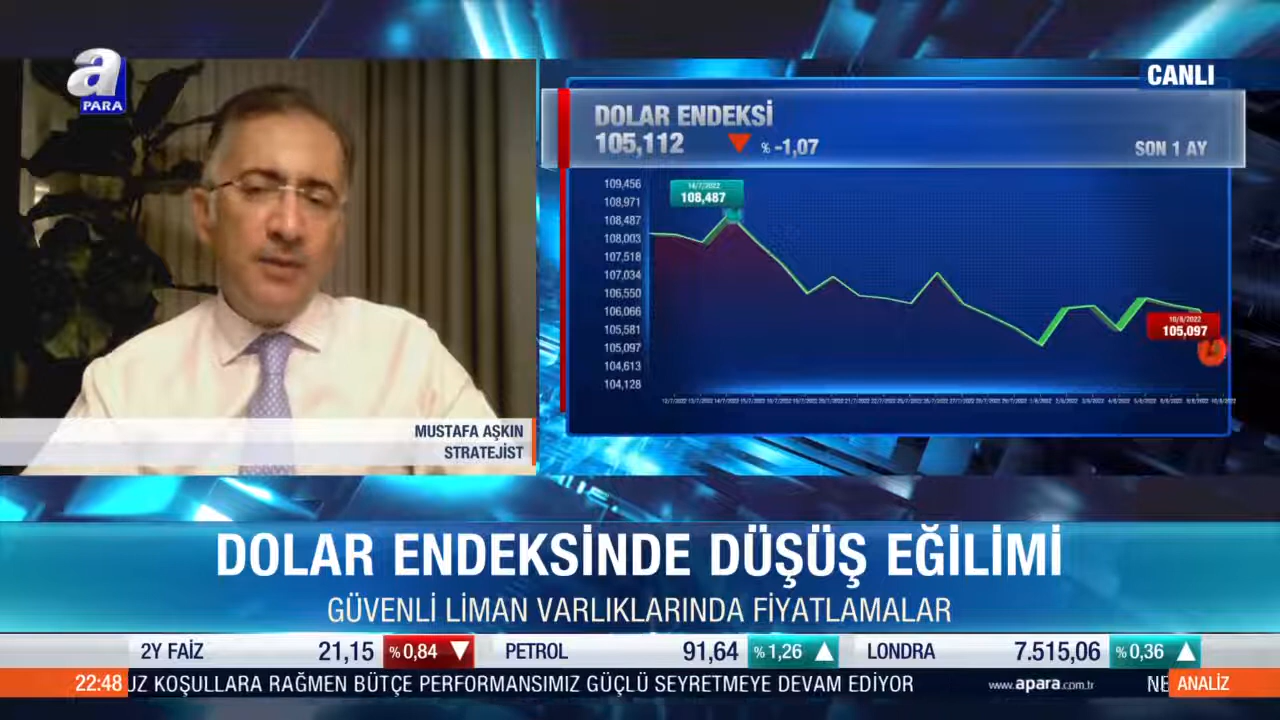 a
PARA
CANLI
DOLAR ENDEKSİ
105,112 % -1,07
SON 1 AY
109,456
108,971
108,487
108,003
107,518
107,034
106,550
106,066
105,581
105,097
104,613
104,128
14/7/2022
108,487
10/8/2022
105,097
MUSTAFA AŞKIN
STRATEJİST
DOLAR ENDEKSİNDE DÜŞÜŞ EĞİLİMİ
GÜVENLİ LİMAN VARLIKLARINDA FİYATLAMALAR
2Y FAİZ 21,15 %0,84 PETROL 91,64 %1,26 LONDRA 7.515,06 %0,36
22:48 UZ KOŞULLARA RAĞMEN BÜTÇE PERFORMANSIMIZ GÜÇLÜ SEYRETMEYE DEVAM EDİYOR www.apara.com.tr NE ANALİZ